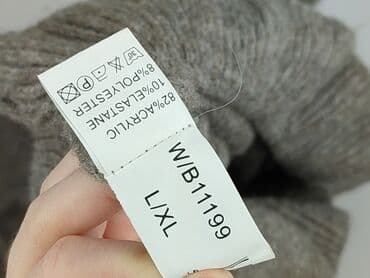 82%ACRYLIC
10%ELASTANE
8%POLYESTER
W/B11199
L/XL